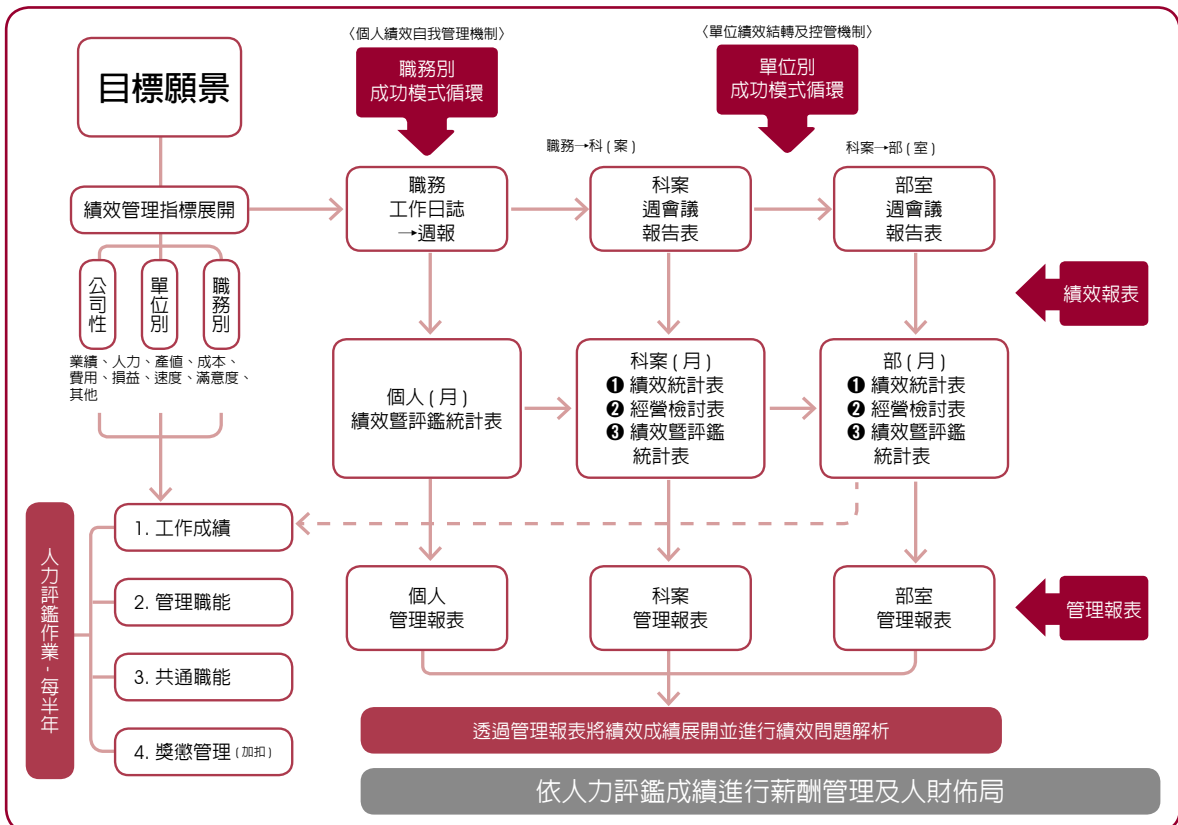 〈個人績效自我管理機制〉
〈單位績效結轉及控管機制〉
目標願景
職務別
成功模式循環
單位別
成功模式循環
職務→科(案)
科案→部(室)
績效管理指標展開
職務
工作日誌
→週報
科案
週會議
報告表
部室
週會議
報告表
公司性
單位別
職務別
績效報表
業績、人力、產值、成本、
費用、損益、速度、滿意度、
其他
個人(月)
績效暨評鑑統計表
科案(月)
❶ 績效統計表
❷ 經營檢討表
❸ 績效暨評鑑
統計表
部(月)
❶ 績效統計表
❷ 經營檢討表
❸ 績效暨評鑑
統計表
人力評鑑作業-每半年
1. 工作成績
2. 管理職能
3. 共通職能
4. 獎懲管理(加扣)
個人
管理報表
科案
管理報表
部室
管理報表
管理報表
透過管理報表將績效成績展開並進行績效問題解析
依人力評鑑成績進行薪酬管理及人財佈局